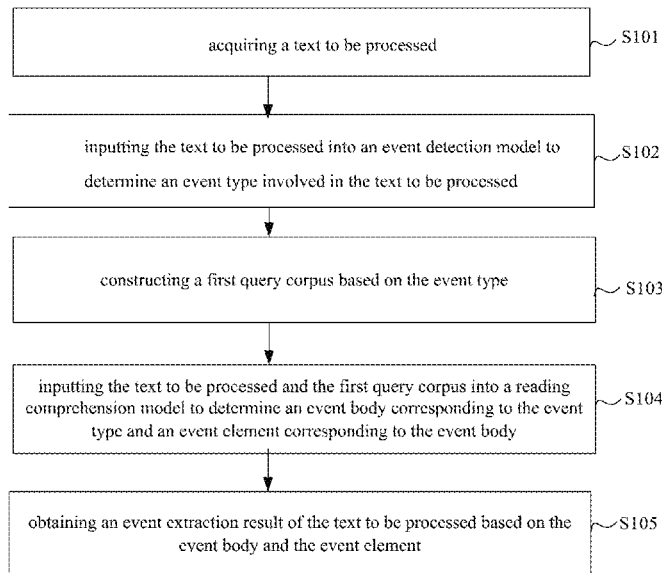 acquiring a text to be processed
S101
inputting the text to be processed into an event detection model to
determine an event type involved in the text to be processed
S102
constructing a first query corpus based on the event type
S103
inputting the text to be processed and the first query corpus into a reading
comprehension model to determine an event body corresponding to the event
type and an event element corresponding to the event body
S104
obtaining an event extraction result of the text to be processed based on the
event body and the event element
S105